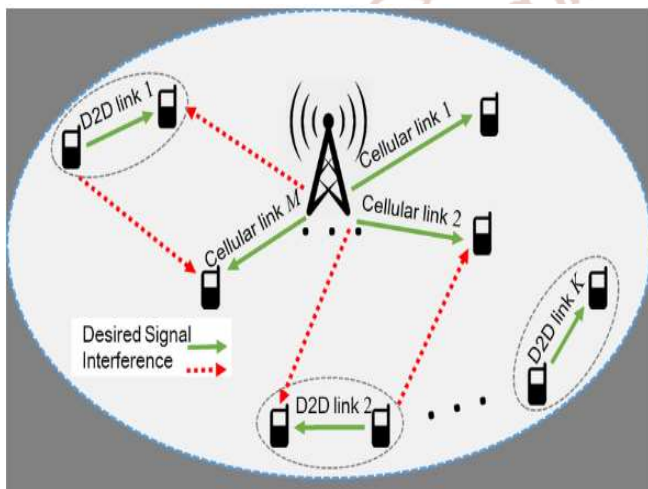 D2D link 1
Cellular link 1
Cellular link 2
Cellular link M
D2D link K
Desired Signal
Interference
D2D link 2